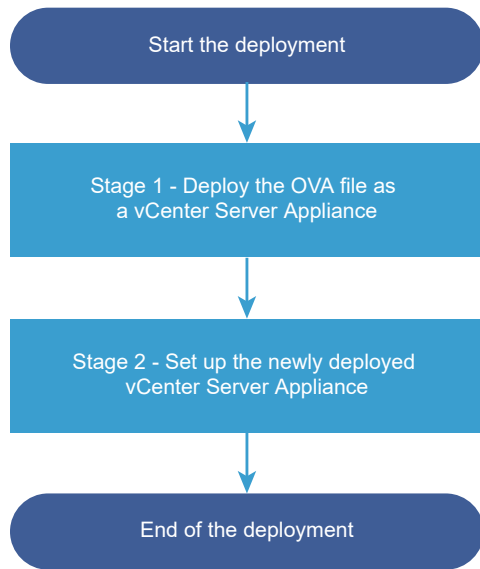 Start the deployment
Stage 1 - Deploy the OVA file as
a vCenter Server Appliance
Stage 2 - Set up the newly deployed
vCenter Server Appliance
End of the deployment